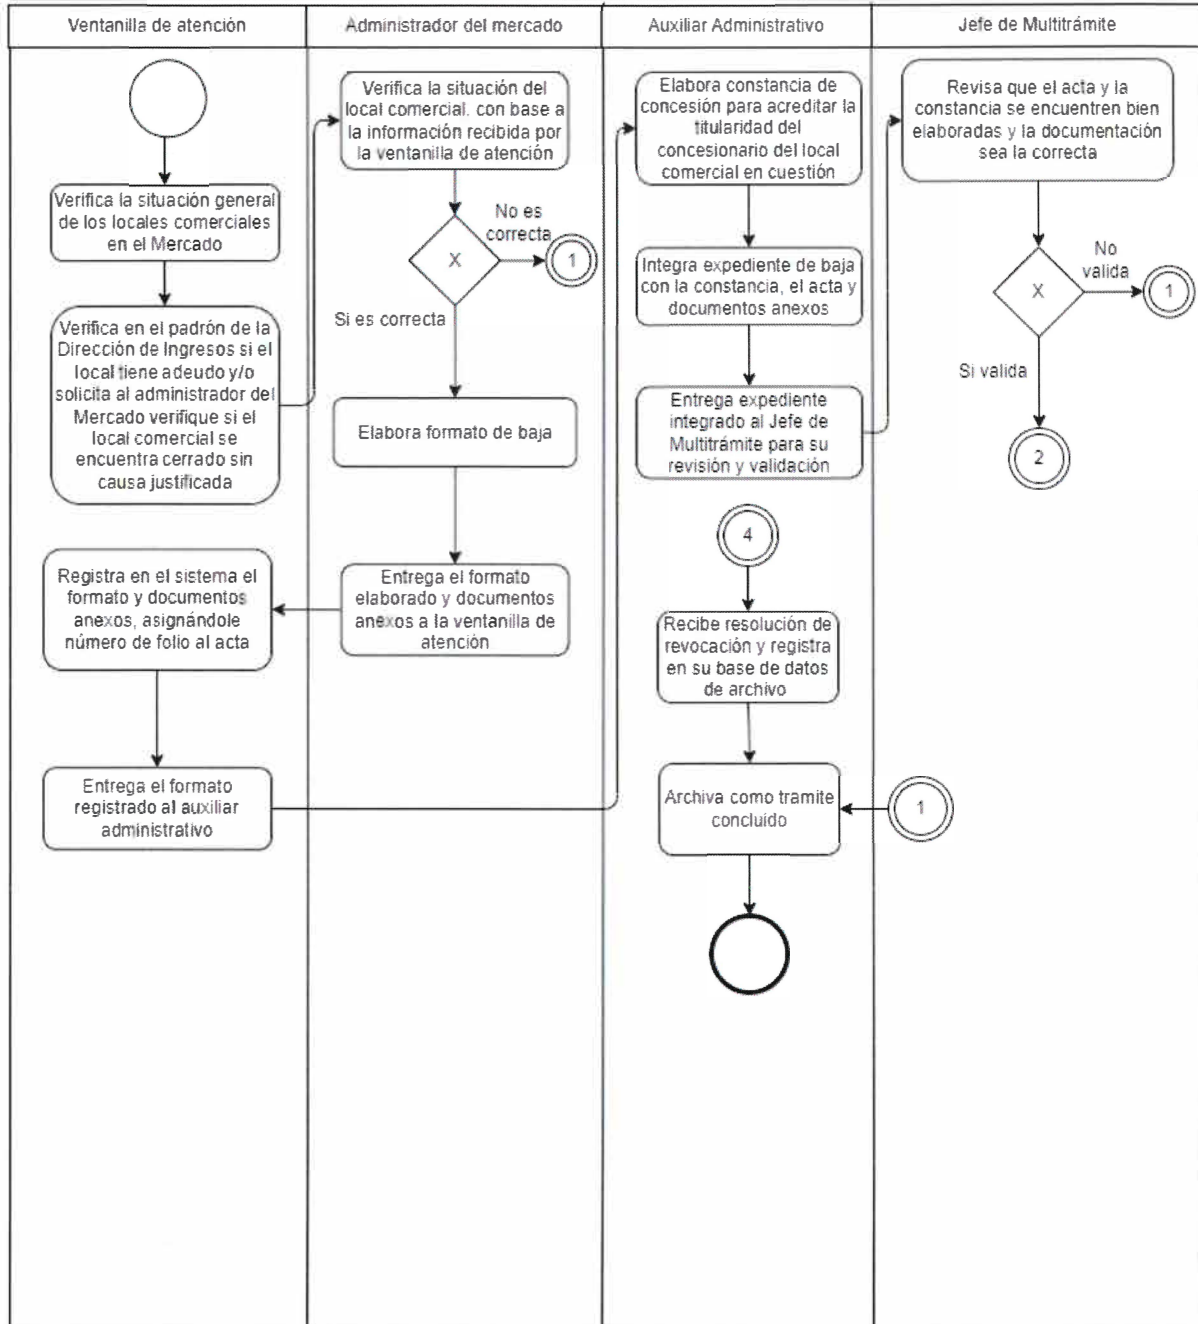 Ventanilla de atención
Administrador del mercado
Auxiliar Administrativo
Jefe de Multitrámite
Verifica la situación general
de los locales comerciales
en el Mercado
Verifica en el padrón de la
Dirección de Ingresos si el
local tiene adeudo y/o
solicita al administrador del
Mercado verifique si el
local comercial se
encuentra cerrado sin
causa justificada
Registra en el sistema el
formato y documentos
anexos, asignándole
número de folio al acta
Entrega el formato
registrado al auxiliar
administrativo
Verifica la situación del
local comercial. con base a
la información recibida por
la ventanilla de atención
X
No es
correcta
1
Si es correcta
Elabora formato de baja
Entrega el formato
elaborado y documentos
anexos a la ventanilla de
atención
Elabora constancia de
concesión para acreditar la
titularidad del
concesionario del local
comercial en cuestión
Integra expediente de baja
con la constancia, el acta y
documentos anexos
Entrega expediente
integrado al Jefe de
Multitrámite para su
revisión y validación
4
Recibe resolución de
revocación y registra
en su base de datos
de archivo
Archiva como tramite
concluido
1
Revisa que el acta y la
constancia se encuentren bien
elaboradas y la documentación
sea la correcta
X
No
valida
1
Si valida
2